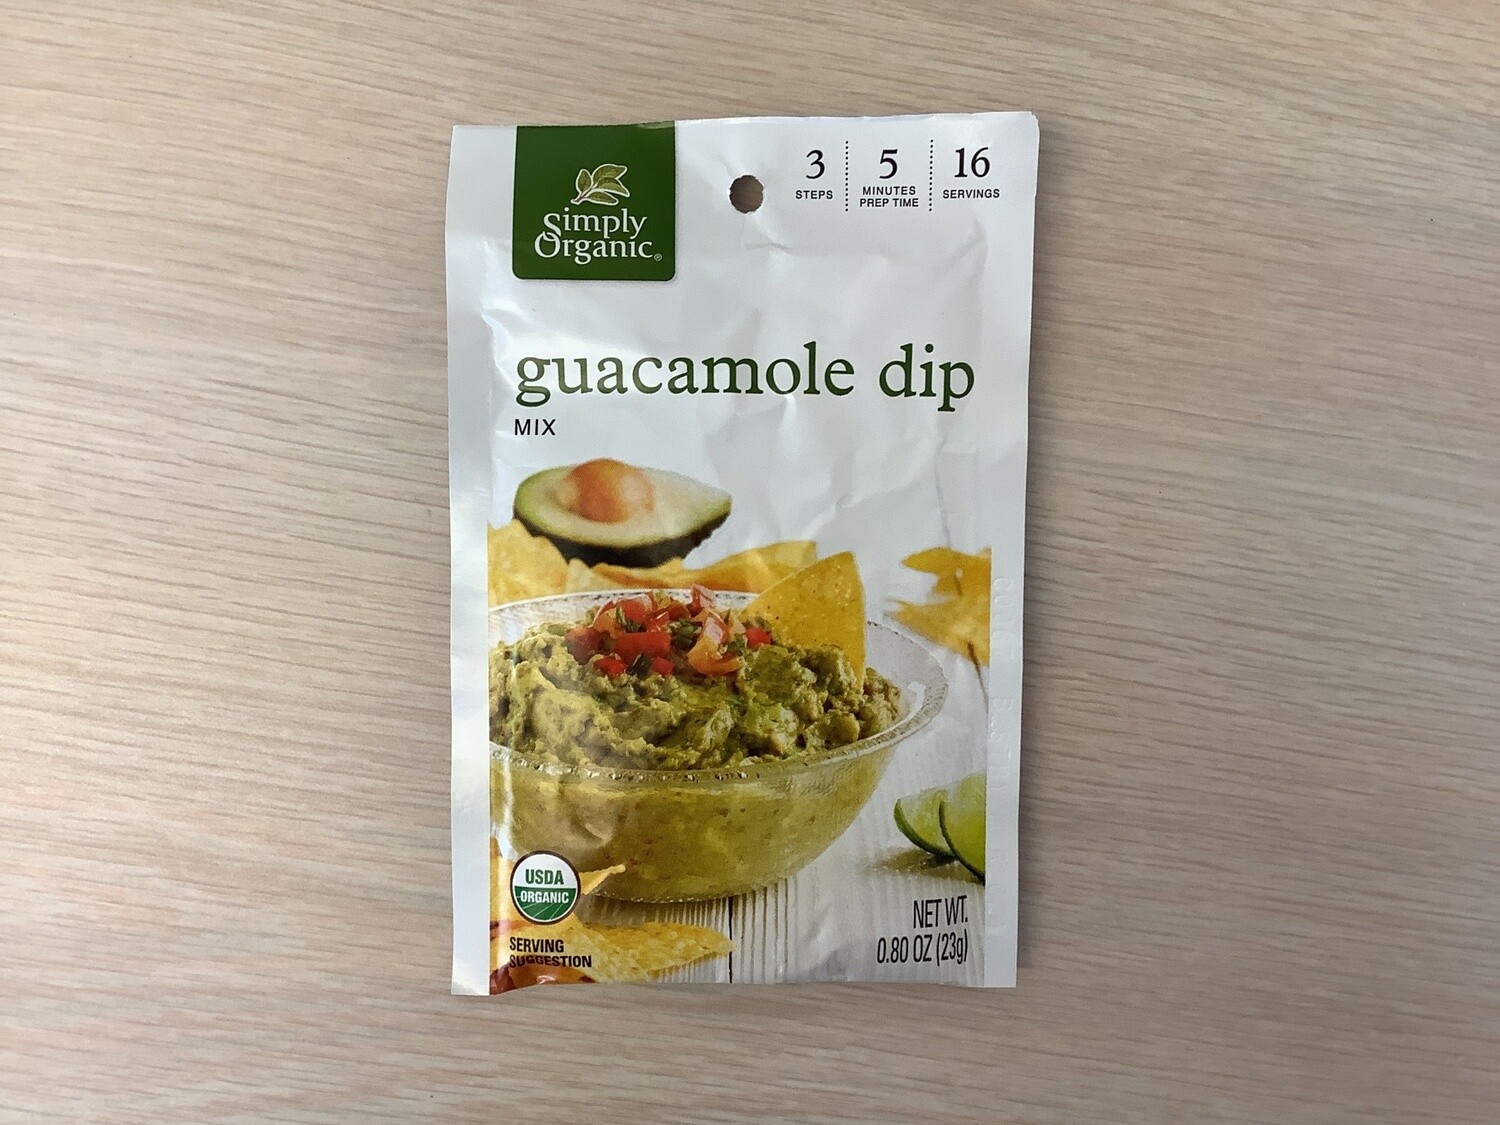 Simply
Organic®
3
STEPS
5
MINUTES
PREP TIME
16
SERVINGS
guacamole dip
MIX
USDA
ORGANIC
SERVING
SUGGESTION
NET WT.
0.80 OZ (23g)